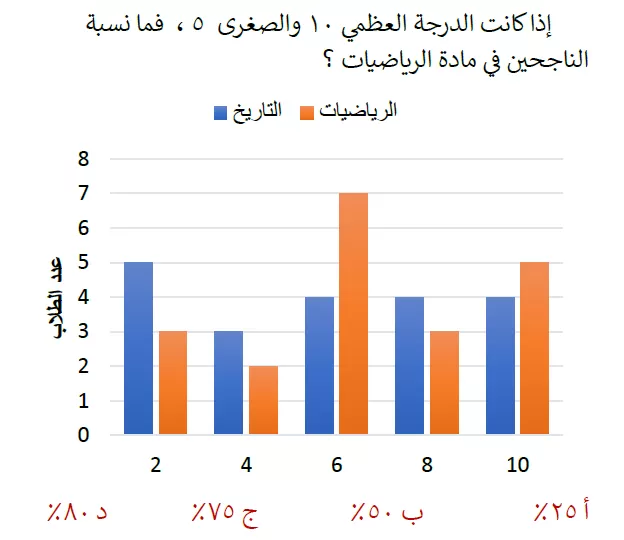 إذا كانت الدرجة العظمي ١٠ والصغرى ٥ ، فما نسبة
الناجحين في مادة الرياضيات ؟
الرياضيات التاريخ
8
7
6
5
4
3
2
1
0
عدد الطلاب
2 4 6 8 10
أ ٢٥٪ ب ٥٠٪ ج ٧٥٪ د ٨٠٪